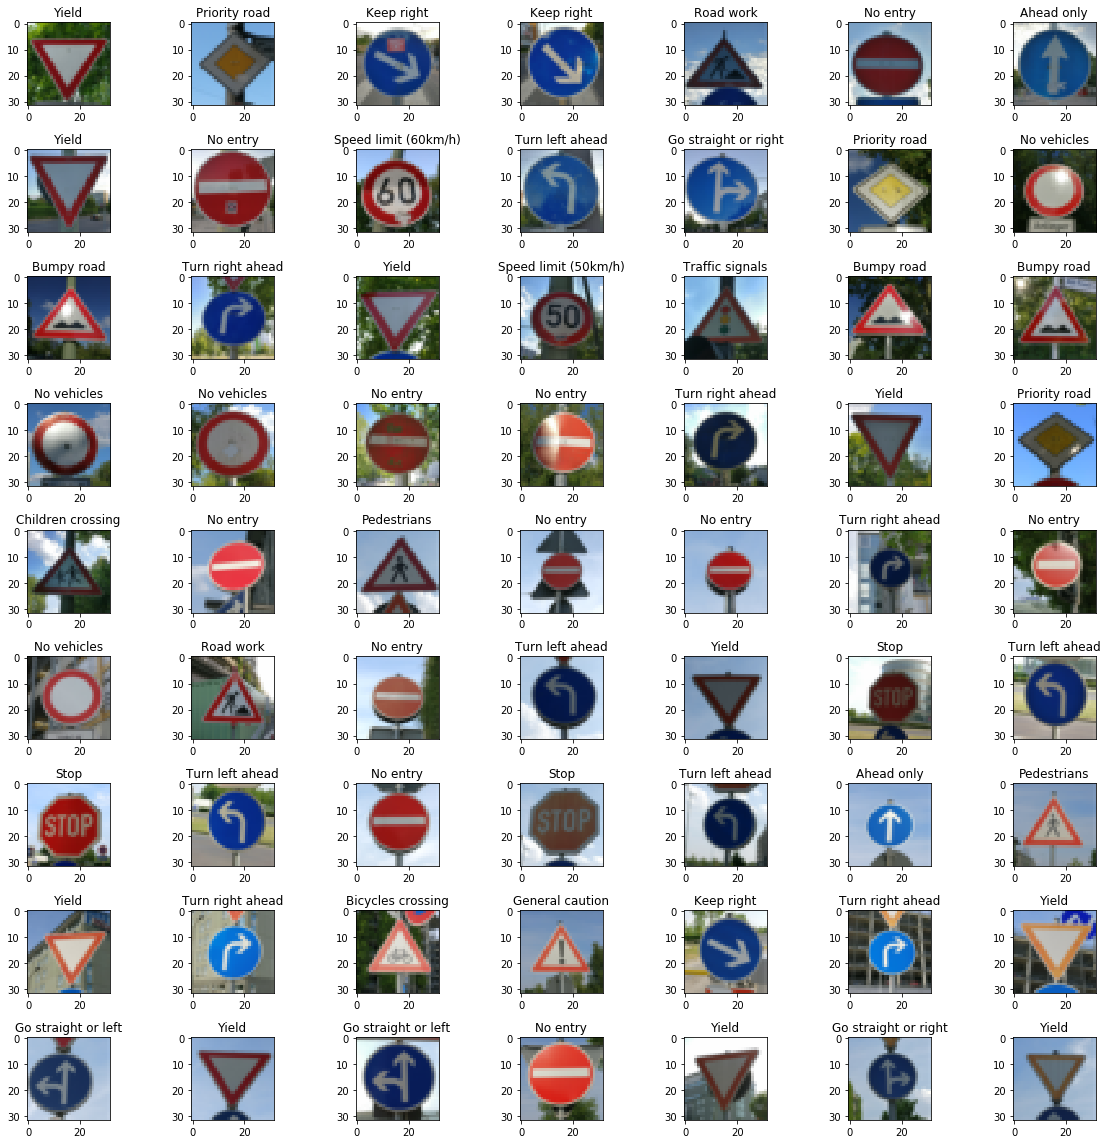 Yield Priority road Keep right Keep right Road work No entry Ahead only
0 0 0 0 0 0 0
10 10 10 10 10 10 10
20 20 20 20 20 20 20
30 30 30 30 30 30 30
0 20 0 20 0 20 0 20 0 20 0 20 0 20
Yield No entry Speed limit (60km/h) Turn left ahead Go straight or right Priority road No vehicles
0 0 0 0 0 0 0
10 10 10 10 10 10 10
60
20 20 20 20 20 20 20
30 30 30 30 30 30 30
0 20 0 20 0 20 0 20 0 20 0 20 0 20
Bumpy road Turn right ahead Yield Speed limit (50km/h) Traffic signals Bumpy road Bumpy road
0 0 0 0 0 0 0
10 10 10 10 10 10 10
50
20 20 20 20 20 20 20
30 30 30 30 30 30 30
0 20 0 20 0 20 0 20 0 20 0 20 0 20
No vehicles No vehicles No entry No entry Turn right ahead Yield Priority road
0 0 0 0 0 0 0
10 10 10 10 10 10 10
20 20 20 20 20 20 20
30 30 30 30 30 30 30
0 20 0 20 0 20 0 20 0 20 0 20 0 20
Children crossing No entry Pedestrians No entry No entry Turn right ahead No entry
0 0 0 0 0 0 0
10 10 10 10 10 10 10
20 20 20 20 20 20 20
30 30 30 30 30 30 30
0 20 0 20 0 20 0 20 0 20 0 20 0 20
No vehicles Road work No entry Turn left ahead Yield Stop Turn left ahead
0 0 0 0 0 0 0
10 10 10 10 10 10 10
STOP
20 20 20 20 20 20 20
30 30 30 30 30 30 30
0 20 0 20 0 20 0 20 0 20 0 20 0 20
Stop Turn left ahead No entry Stop Turn left ahead Ahead only Pedestrians
0 0 0 0 0 0 0
10 10 10 10 10 10 10
STOP STOP
20 20 20 20 20 20 20
30 30 30 30 30 30 30
0 20 0 20 0 20 0 20 0 20 0 20 0 20
Yield Turn right ahead Bicycles crossing General caution Keep right Turn right ahead Yield
0 0 0 0 0 0 0
10 10 10 10 10 10 10
20 20 20 20 20 20 20
30 30 30 30 30 30 30
0 20 0 20 0 20 0 20 0 20 0 20 0 20
Go straight or left Yield Go straight or left No entry Yield Go straight or right Yield
0 0 0 0 0 0 0
10 10 10 10 10 10 10
20 20 20 20 20 20 20
30 30 30 30 30 30 30
0 20 0 20 0 20 0 20 0 20 0 20 0 20